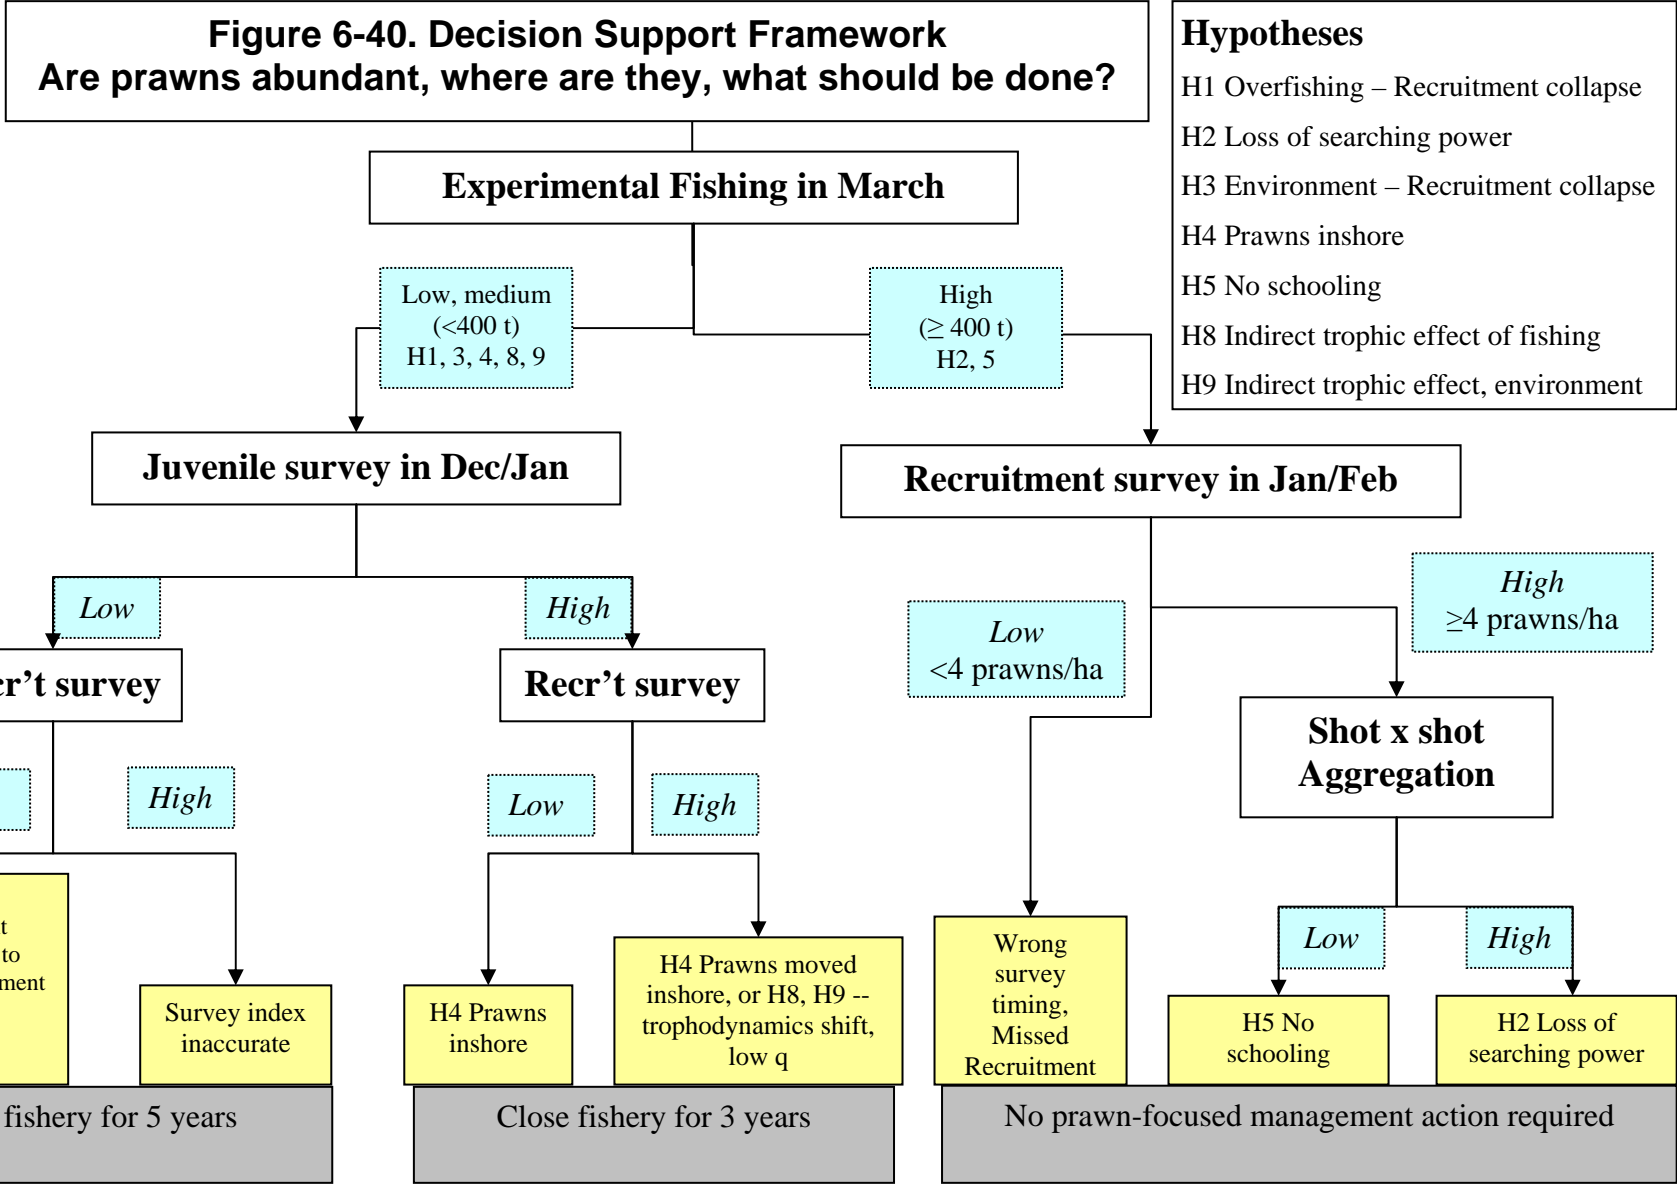 Figure 6-40. Decision Support Framework
Are prawns abundant, where are they, what should be done?
Hypotheses
H1 Overfishing – Recruitment collapse
H2 Loss of searching power
H3 Environment – Recruitment collapse
H4 Prawns inshore
H5 No schooling
H8 Indirect trophic effect of fishing
H9 Indirect trophic effect, environment
Experimental Fishing in March
Low, medium
(<400 t)
H1, 3, 4, 8, 9
High
(≥ 400 t)
H2, 5
Juvenile survey in Dec/Jan
Recruitment survey in Jan/Feb
Low
High
Low
<4 prawns/ha
High
≥4 prawns/ha
survey
Recr’t survey
Shot x shot
Aggregation
High
Low
High
Low
High
to
Survey index
inaccurate
H4 Prawns
inshore
H4 Prawns moved
inshore, or H8, H9 --
trophodynamics shift,
low q
Wrong
survey
timing,
Missed
Recruitment
H5 No
schooling
H2 Loss of
searching power
fishery for 5 years
Close fishery for 3 years
No prawn-focused management action required